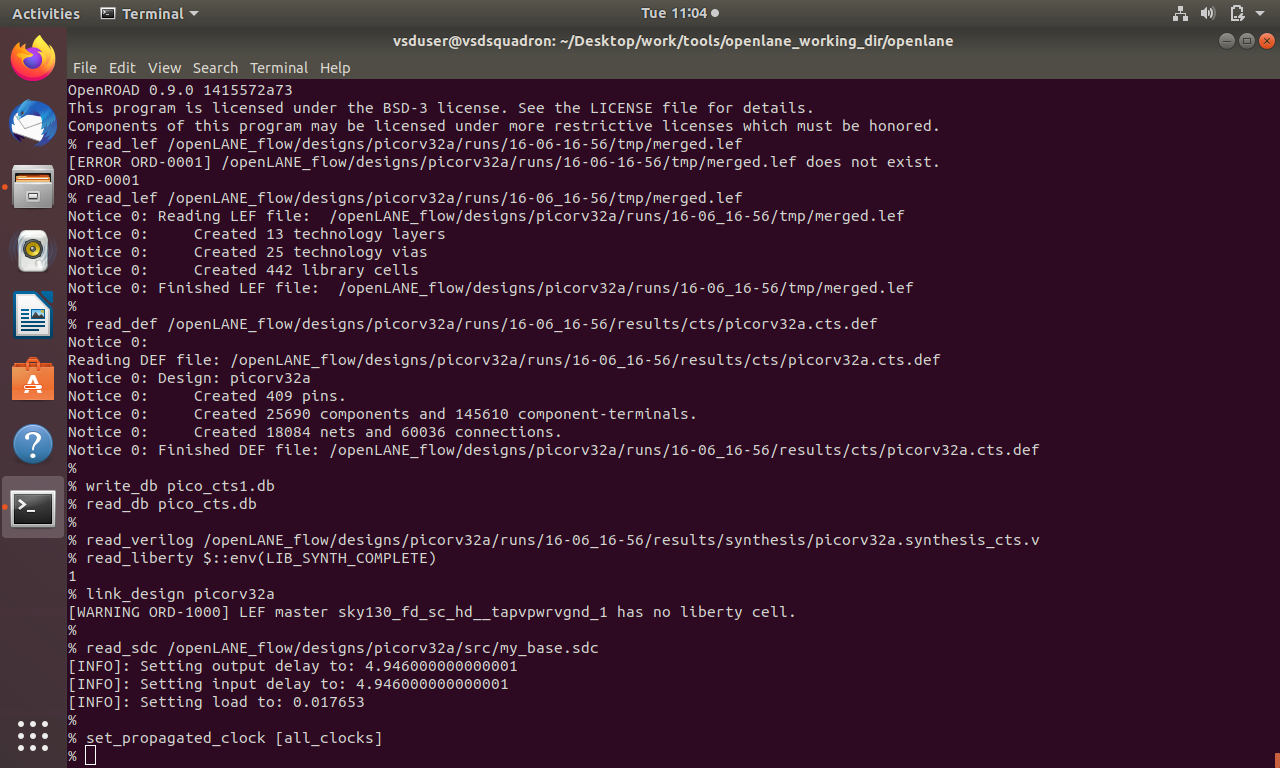 Activities Terminal Tue 11:04
vsduser@vsdsquadron: ~/Desktop/work/tools/openlane_working_dir/openlane
File Edit View Search Terminal Help
OpenROAD 0.9.0 1415572a73
This program is licensed under the BSD-3 license. See the LICENSE file for details.
Components of this program may be licensed under more restrictive licenses which must be honored.
% read_lef /openLANE_flow/designs/picorv32a/runs/16-06-16-56/tmp/merged.lef
[ERROR ORD-0001] /openLANE_flow/designs/picorv32a/runs/16-06-16-56/tmp/merged.lef does not exist.
ORD-0001
% read_lef /openLANE_flow/designs/picorv32a/runs/16-06_16-56/tmp/merged.lef
Notice 0: Reading LEF file:  /openLANE_flow/designs/picorv32a/runs/16-06_16-56/tmp/merged.lef
Notice 0:     Created 13 technology layers
Notice 0:     Created 25 technology vias
Notice 0:     Created 442 library cells
Notice 0: Finished LEF file:  /openLANE_flow/designs/picorv32a/runs/16-06_16-56/tmp/merged.lef
%
% read_def /openLANE_flow/designs/picorv32a/runs/16-06_16-56/results/cts/picorv32a.cts.def
Notice 0:
Reading DEF file: /openLANE_flow/designs/picorv32a/runs/16-06_16-56/results/cts/picorv32a.cts.def
Notice 0: Design: picorv32a
Notice 0:     Created 409 pins.
Notice 0:     Created 25690 components and 145610 component-terminals.
Notice 0:     Created 18084 nets and 60036 connections.
Notice 0: Finished DEF file: /openLANE_flow/designs/picorv32a/runs/16-06_16-56/results/cts/picorv32a.cts.def
%
% write_db pico_cts1.db
% read_db pico_cts.db
%
% read_verilog /openLANE_flow/designs/picorv32a/runs/16-06_16-56/results/synthesis/picorv32a.synthesis_cts.v
% read_liberty $::env(LIB_SYNTH_COMPLETE)
1
% link_design picorv32a
[WARNING ORD-1000] LEF master sky130_fd_sc_hd__tapvpwrvgnd_1 has no liberty cell.
%
% read_sdc /openLANE_flow/designs/picorv32a/src/my_base.sdc
[INFO]: Setting output delay to: 4.946000000000001
[INFO]: Setting input delay to: 4.946000000000001
[INFO]: Setting load to: 0.017653
%
% set_propagated_clock [all_clocks]
%